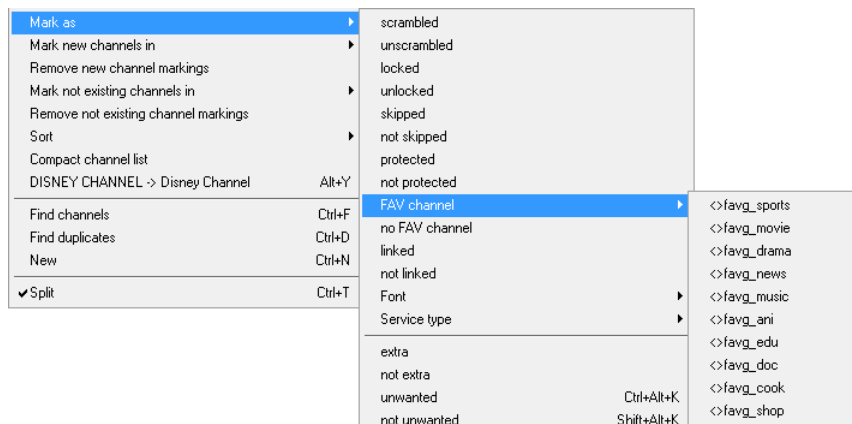 Mark as
Mark new channels in
Remove new channel markings
Mark not existing channels in
Remove not existing channel markings
Sort
Compact channel list
DISNEY CHANNEL -> Disney Channel Alt+Y
Find channels Ctrl+F
Find duplicates Ctrl+D
New Ctrl+N
Split Ctrl+T
scrambled
unscrambled
locked
unlocked
skipped
not skipped
protected
not protected
FAV channel
no FAV channel
linked
not linked
Font
Service type
extra
not extra
unwanted Ctrl+Alt+K
not unwanted Shift+Alt+K
<>favg_sports
<>favg_movie
<>favg_drama
<>favg_news
<>favg_music
<>favg_ani
<>favg_edu
<>favg_doc
<>favg_cook
<>favg_shop